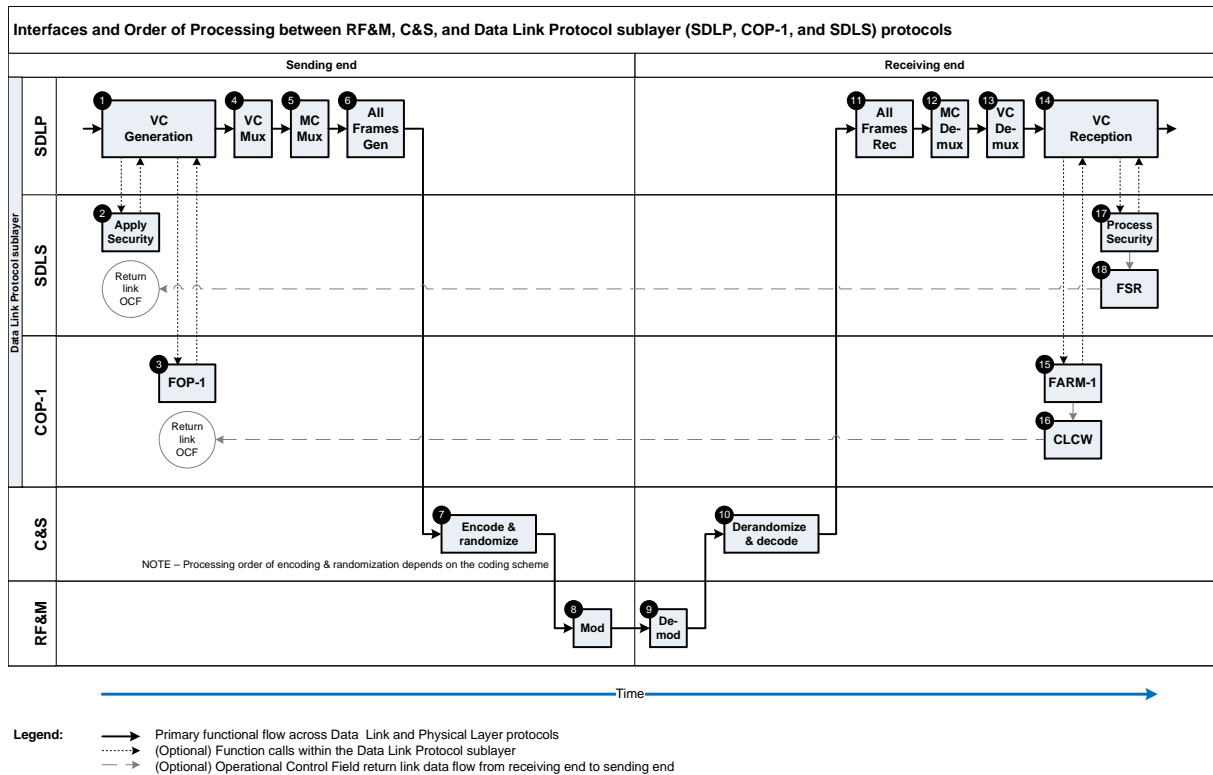 Interfaces and Order of Processing between RF&M, C&S, and Data Link Protocol sublayer (SDLP, COP-1, and SDLS) protocols
Sending end
Receiving end
Data Link Protocol sublayer
SDLP
1
VC
Generation
4
VC
Mux
5
MC
Mux
6
All
Frames
Gen
11
All
Frames
Rec
12
MC
De-
mux
13
VC
De-
mux
14
VC
Reception
SDLS
2
Apply
Security
Return
link
OCF
17
Process
Security
18
FSR
COP-1
3
FOP-1
Return
link
OCF
15
FARM-1
16
CLCW
C&S
7
Encode &
randomize
10
Derandomize
& decode
NOTE – Processing order of encoding & randomization depends on the coding scheme
RF&M
8
Mod
9
De-
mod
Time
Legend:
Primary functional flow across Data Link and Physical Layer protocols
(Optional) Function calls within the Data Link Protocol sublayer
(Optional) Operational Control Field return link data flow from receiving end to sending end